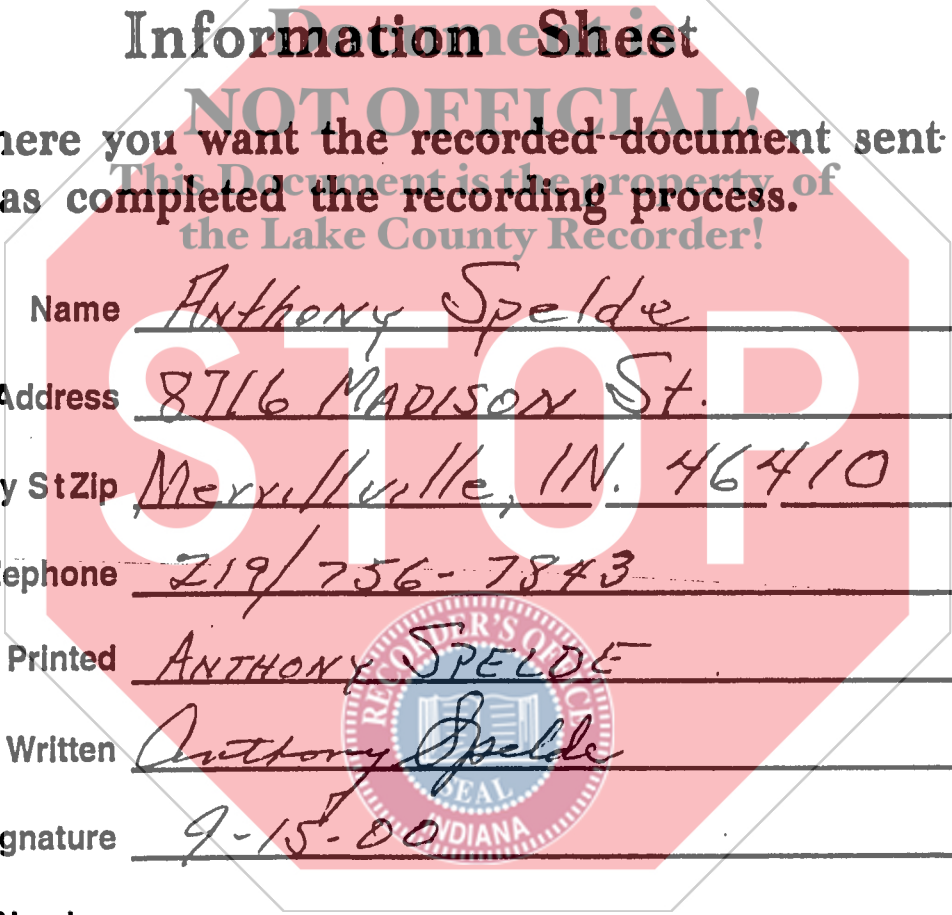 Information Sheet
Document is
NOT OFFICIAL!
here you want the recorded document sent
This Document is the property of
as completed the recording process.
the Lake County Recorder!
Name Anthony Spelde
Address 8716 MADISON St.
y St Zip Merrillville, IN. 46410
ephone 219/756-7843
Printed ANTHONY SPELDE
Written Anthony Spelde
gnature 9-15-00
STOP
RECORDER'S OFFICE
SEAL
INDIANA